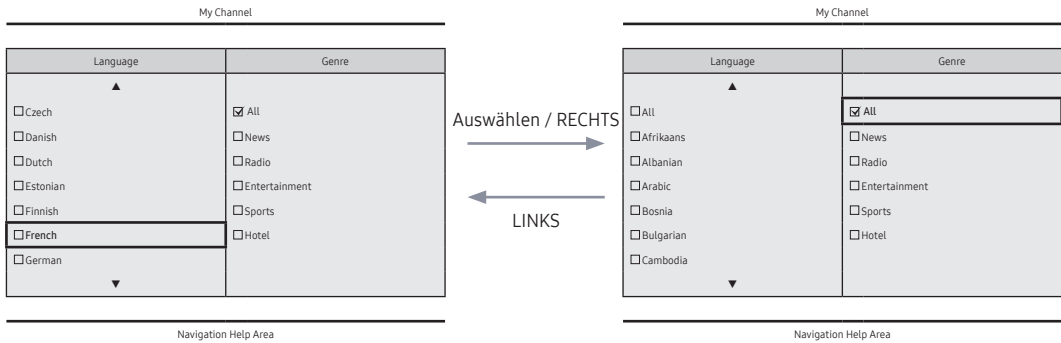 My Channel
Language Genre
▲
☐ Czech ☑ All
☐ Danish ☐ News
☐ Dutch ☐ Radio
☐ Estonian ☐ Entertainment
☐ Finnish ☐ Sports
☐ French ☐ Hotel
☐ German
▼
Navigation Help Area
Auswählen / RECHTS
LINKS
My Channel
Language Genre
▲
☐ All ☑ All
☐ Afrikaans ☐ News
☐ Albanian ☐ Radio
☐ Arabic ☐ Entertainment
☐ Bosnia ☐ Sports
☐ Bulgarian ☐ Hotel
☐ Cambodia
▼
Navigation Help Area